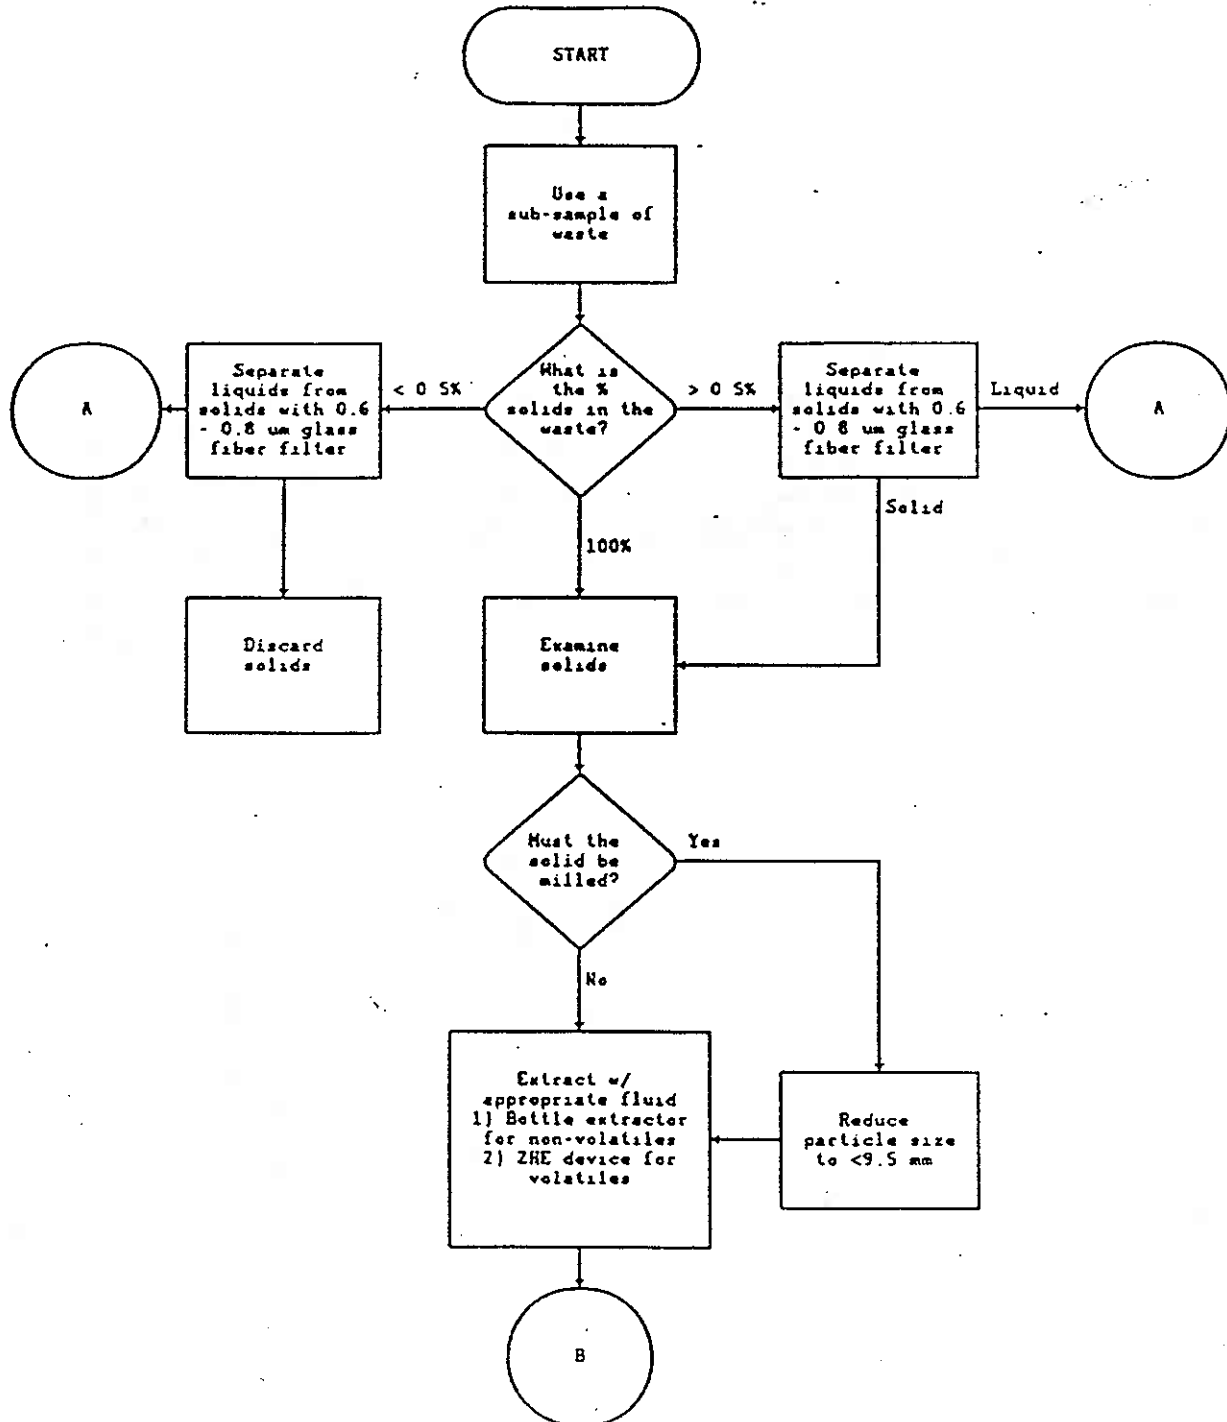 START
Use a
sub-sample of
waste
A
Separate
liquids from
solids with 0.6
- 0.8 um glass
fiber filter
< 0 5%
What is
the %
solids in the
waste?
> 0 5%
Separate
liquids from
solids with 0.6
- 0 8 um glass
fiber filter
Liquid
A
Solid
100%
Discard
solids
Examine
solids
Must the
solid be
milled?
Yes
No
Extract w/
appropriate fluid
1) Bottle extractor
for non-volatiles
2) ZHE device for
volatiles
Reduce
particle size
to <9.5 mm
B